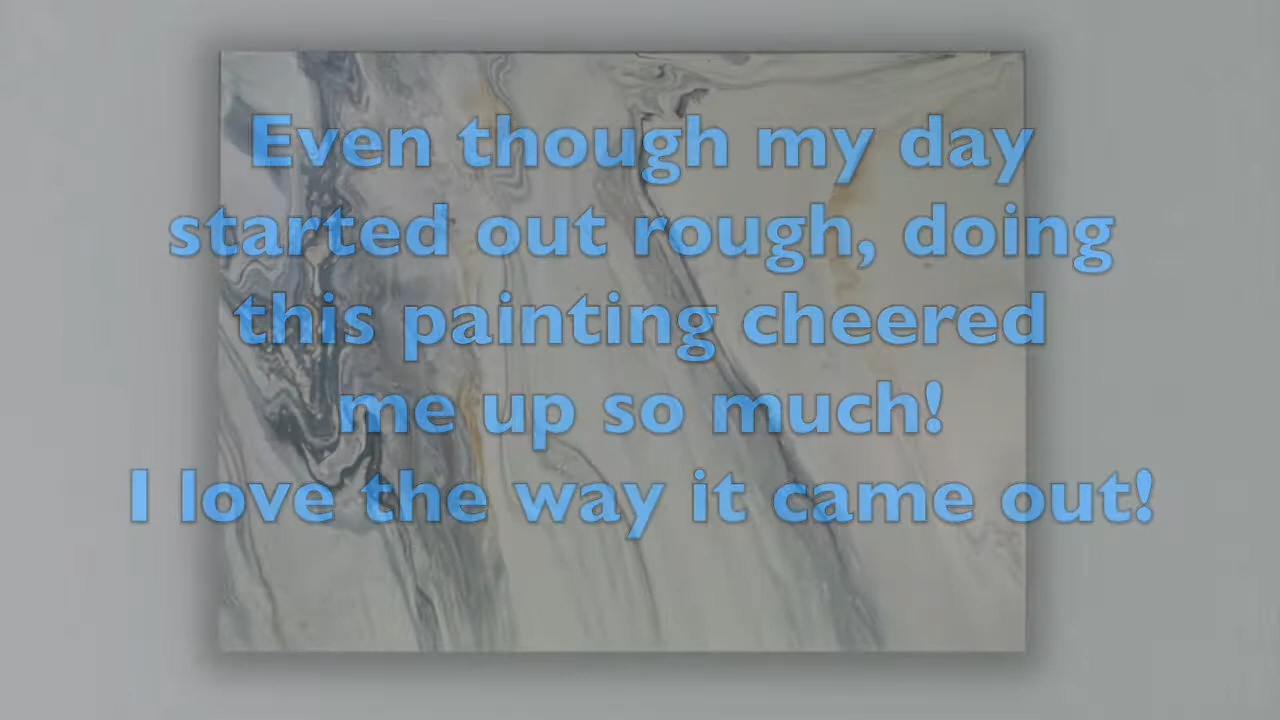 Even though my day
started out rough, doing
this painting cheered
me up so much!
I love the way it came out!